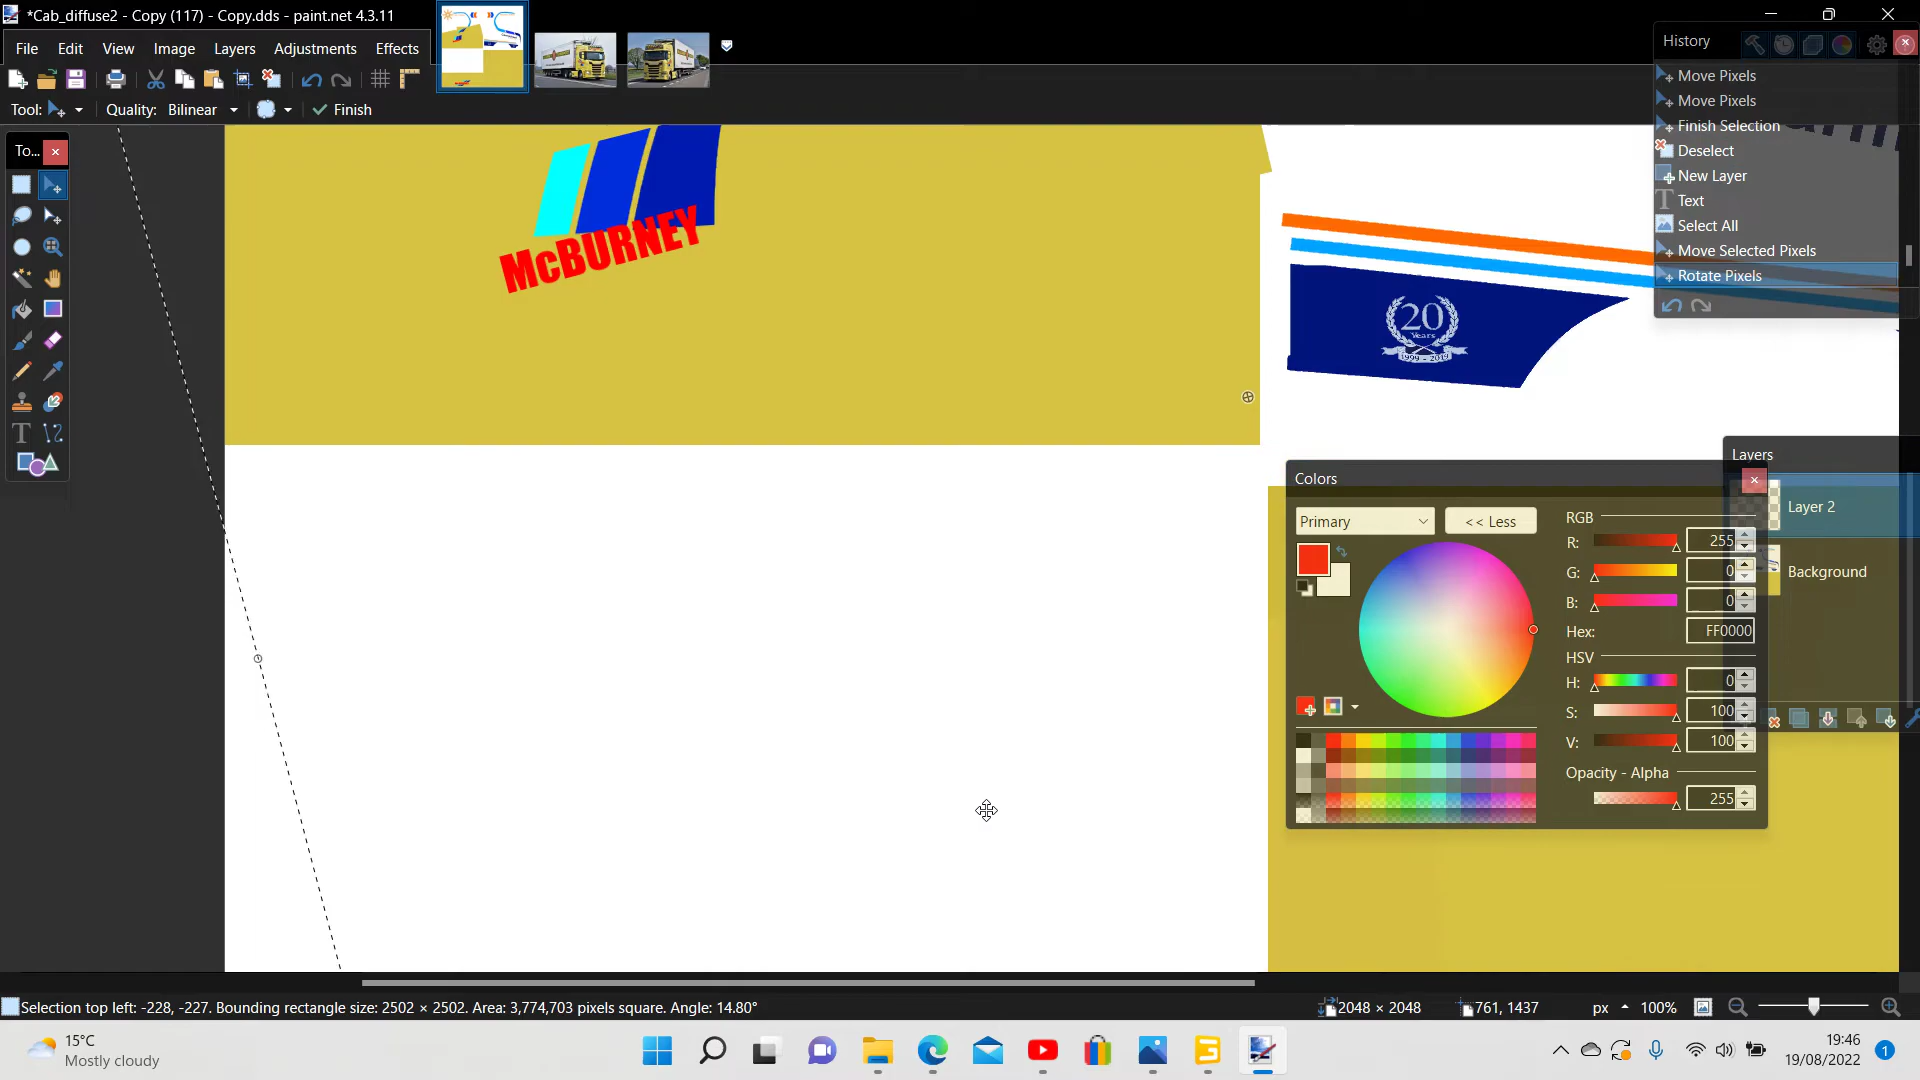 *Cab_diffuse2 - Copy (117) - Copy.dds - paint.net 4.3.11
File Edit View Image Layers Adjustments Effects
Tool: Quality: Bilinear Finish
To...
History
Move Pixels
Move Pixels
Finish Selection
Deselect
New Layer
Text
Select All
Move Selected Pixels
Rotate Pixels
McBURNEY
20
Years
1999 - 2019
Layers
Layer 2
Background
Colors
Primary
<< Less
RGB
R: 255
G: 0
B: 0
Hex: FF0000
HSV
H: 0
S: 100
V: 100
Opacity - Alpha
255
Selection top left: -228, -227. Bounding rectangle size: 2502 × 2502. Area: 3,774,703 pixels square. Angle: 14.80°
2048 × 2048
761, 1437
px
100%
15°C
Mostly cloudy
19:46
19/08/2022
1